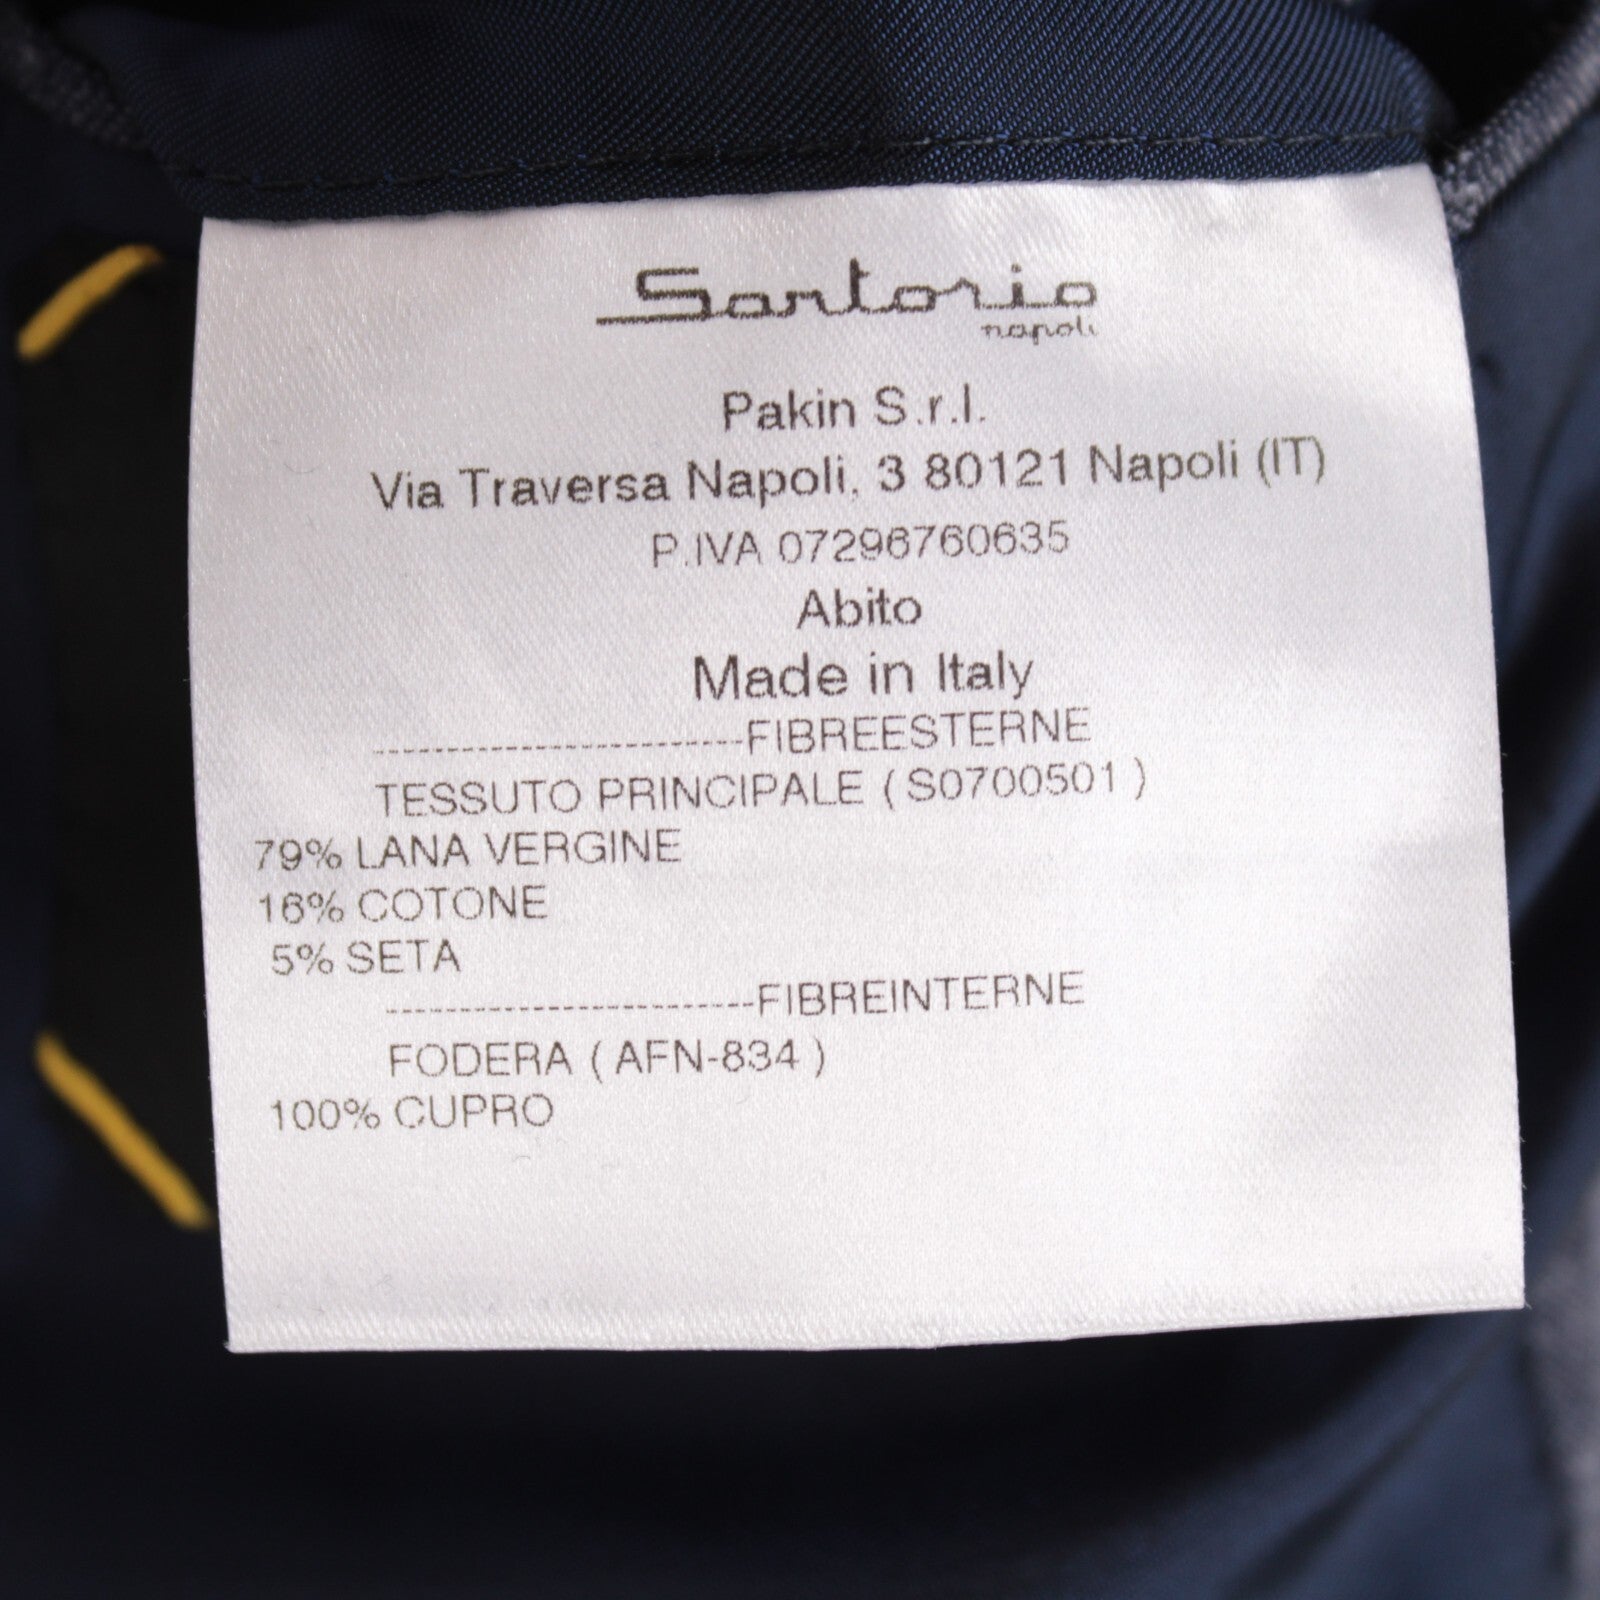 Sartorio
napoli
Pakin S.r.l.
Via Traversa Napoli, 3 80121 Napoli (IT)
P.IVA 07296760635
Abito
Made in Italy
-------------------------FIBREESTERNE
TESSUTO PRINCIPALE ( S0700501 )
79% LANA VERGINE
16% COTONE
5% SETA
-------------------------FIBREINTERNE
FODERA ( AFN-834 )
100% CUPRO